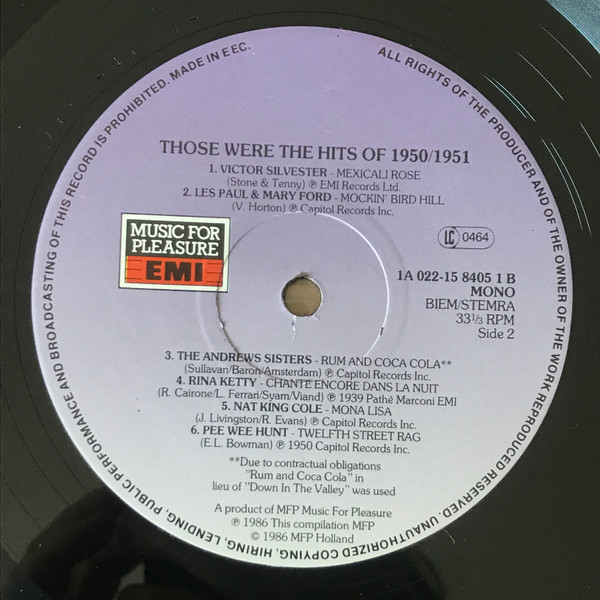 ALL RIGHTS OF THE PRODUCER AND OF THE OWNER OF THE WORK REPRODUCED RESERVED. UNAUTHORIZED COPYING, HIRING, LENDING, PUBLIC PERFORMANCE AND BROADCASTING OF THIS RECORD IS PROHIBITED. MADE IN EEC.
THOSE WERE THE HITS OF 1950/1951
1. VICTOR SILVESTER - MEXICALI ROSE
(Stone & Tenny) ℗ EMI Records Ltd.
2. LES PAUL & MARY FORD - MOCKIN' BIRD HILL
(V. Horton) ℗ Capitol Records Inc.
MUSIC FOR
PLEASURE
EMI
LC 0464
1A 022-15 8405 1 B
MONO
BIEM/STEMRA
33⅓ RPM
Side 2
3. THE ANDREWS SISTERS - RUM AND COCA COLA**
(Sullavan/Baron/Amsterdam) ℗ Capitol Records Inc.
4. RINA KETTY - CHANTE ENCORE DANS LA NUIT
(R. Cairone/L. Ferrari/Syam/Viand) ℗ 1939 Pathé Marconi EMI
5. NAT KING COLE - MONA LISA
(J. Livingston/R. Evans) ℗ Capitol Records Inc.
6. PEE WEE HUNT - TWELFTH STREET RAG
(E.L. Bowman) ℗ 1950 Capitol Records Inc.
**Due to contractual obligations
"Rum and Coca Cola" in
lieu of "Down In The Valley" was used
A product of MFP Music For Pleasure
℗ 1986 This compilation MFP
© 1986 MFP Holland